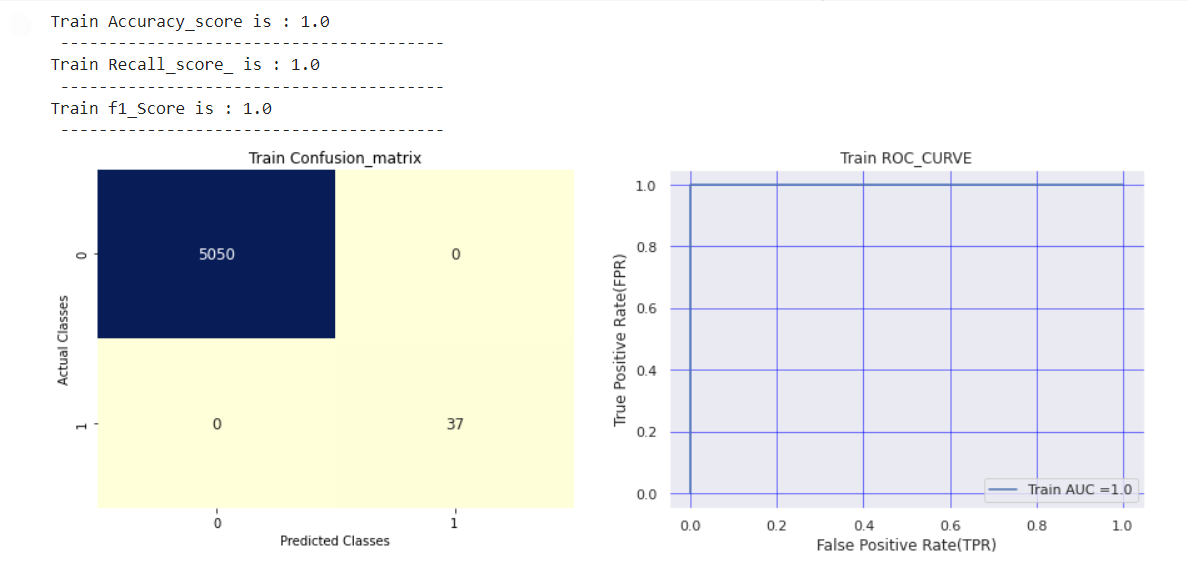 Train Accuracy_score is : 1.0
----------------------------------------
Train Recall_score_ is : 1.0
----------------------------------------
Train f1_Score is : 1.0
----------------------------------------
Train Confusion_matrix
Actual Classes
0
1
5050
0
0
37
0
1
Predicted Classes
Train ROC_CURVE
True Positive Rate(FPR)
1.0
0.8
0.6
0.4
0.2
0.0
Train AUC =1.0
0.0
0.2
0.4
0.6
0.8
1.0
False Positive Rate(TPR)